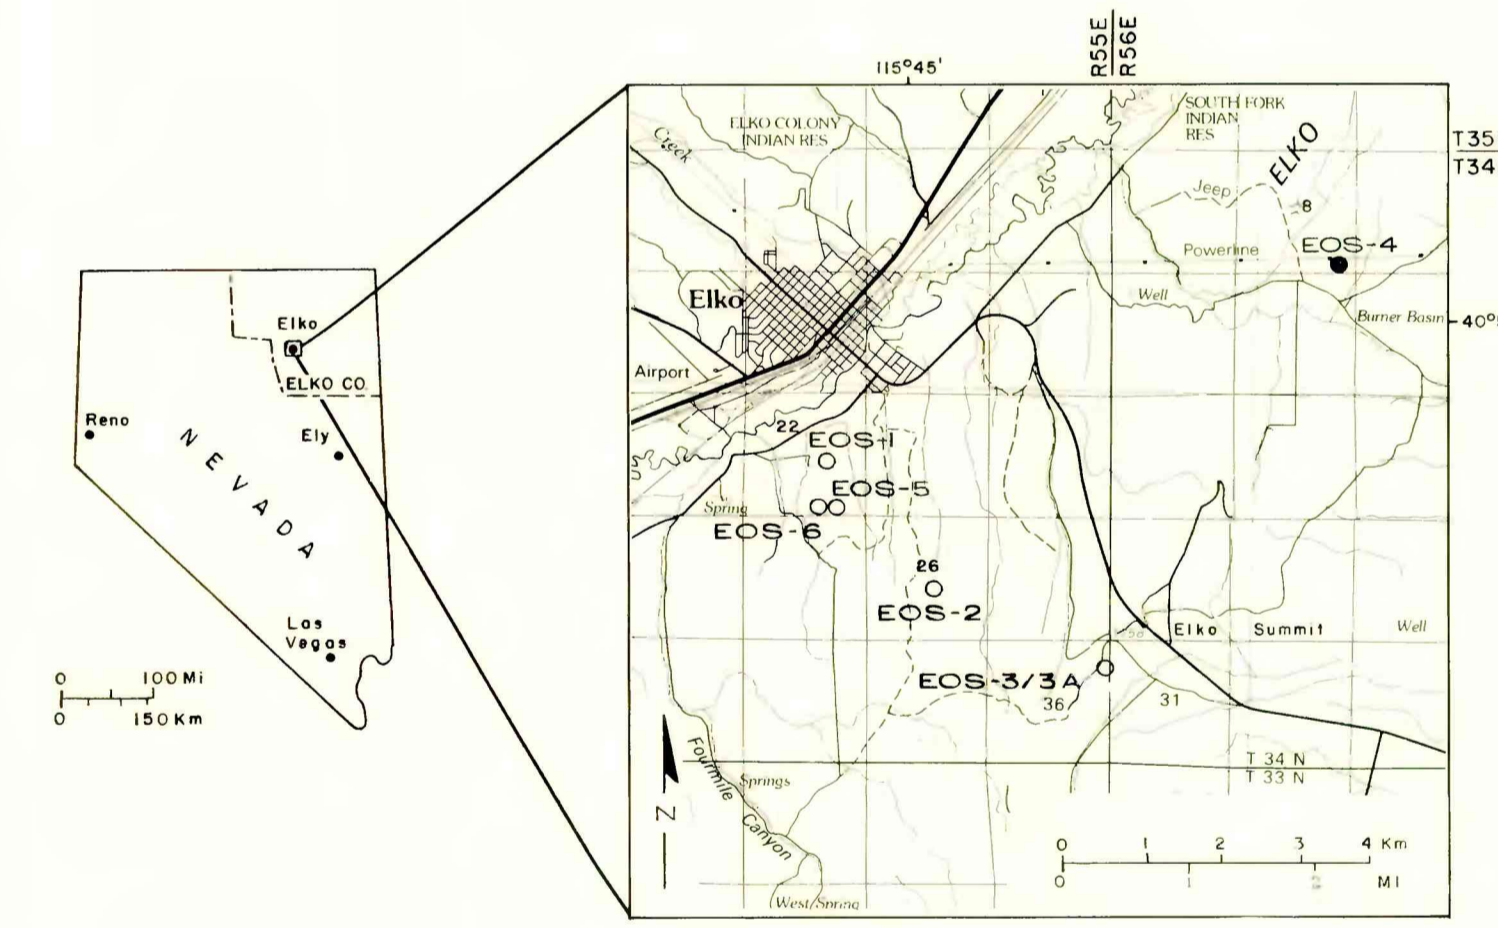 R55E
R56E
115°45'
T35
T34
ELKO COLONY
INDIAN RES
SOUTH FORK
INDIAN
RES
Creek
ELKO
Jeep
8
EOS-4
Powerline
Well
Burner Basin
40°
Elko
Airport
22
EOS-1
EOS-5
Spring
EOS-6
26
EOS-2
Elko Summit
Well
EOS-3/3A
36
31
T 34 N
T 33 N
Fourmile Canyon
Springs
N
West Spring
0 1 2 3 4 Km
0 1 2 MI
Elko
ELKO CO.
Reno
Ely
NEVADA
Las
Vegas
0 100 Mi
0 150 Km